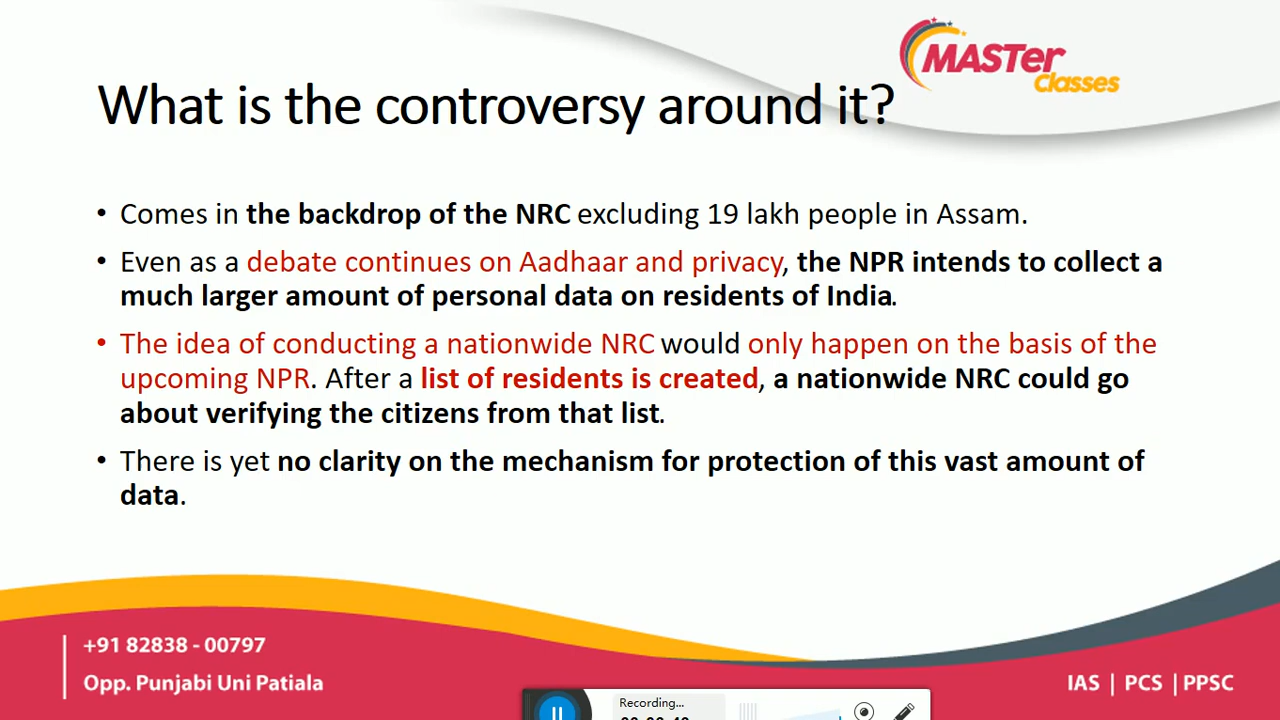 MASTer
Classes
What is the controversy around it?
• Comes in the backdrop of the NRC excluding 19 lakh people in Assam.
• Even as a debate continues on Aadhaar and privacy, the NPR intends to collect a
much larger amount of personal data on residents of India.
• The idea of conducting a nationwide NRC would only happen on the basis of the
upcoming NPR. After a list of residents is created, a nationwide NRC could go
about verifying the citizens from that list.
• There is yet no clarity on the mechanism for protection of this vast amount of
data.
+91 82838 - 00797
Opp. Punjabi Uni Patiala
IAS | PCS | PPSC
Recording...